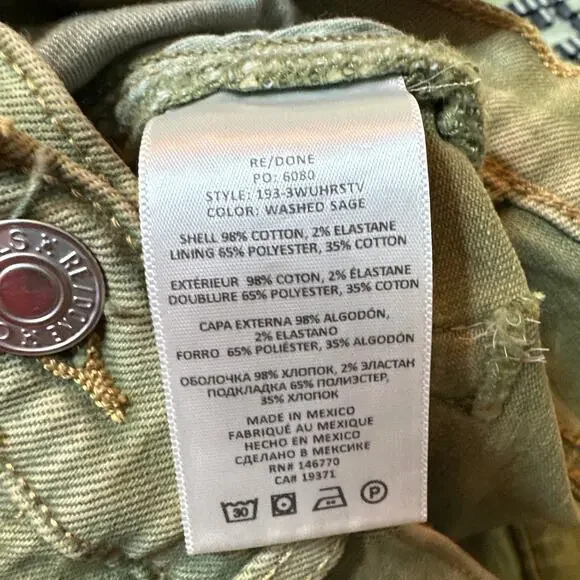 RE/DONE
PO: 6080
STYLE: 193-3WUHRSTV
COLOR: WASHED SAGE
SHELL 98% COTTON, 2% ELASTANE
LINING 65% POLYESTER, 35% COTTON
EXTÉRIEUR 98% COTON, 2% ÉLASTANE
DOUBLURE 65% POLYESTER, 35% COTON
CAPA EXTERNA 98% ALGODÓN,
2% ELASTANO
FORRO 65% POLIÉSTER, 35% ALGODÓN
ОБОЛОЧКА 98% ХЛОПОК, 2% ЭЛАСТАН
ПОДКЛАДКА 65% ПОЛИЭСТЕР,
35% ХЛОПОК
MADE IN MEXICO
FABRIQUÉ AU MEXIQUE
HECHO EN MEXICO
СДЕЛАНО В МЕКСИКЕ
RN# 146770
CA# 19371
30
P
RE/DONE